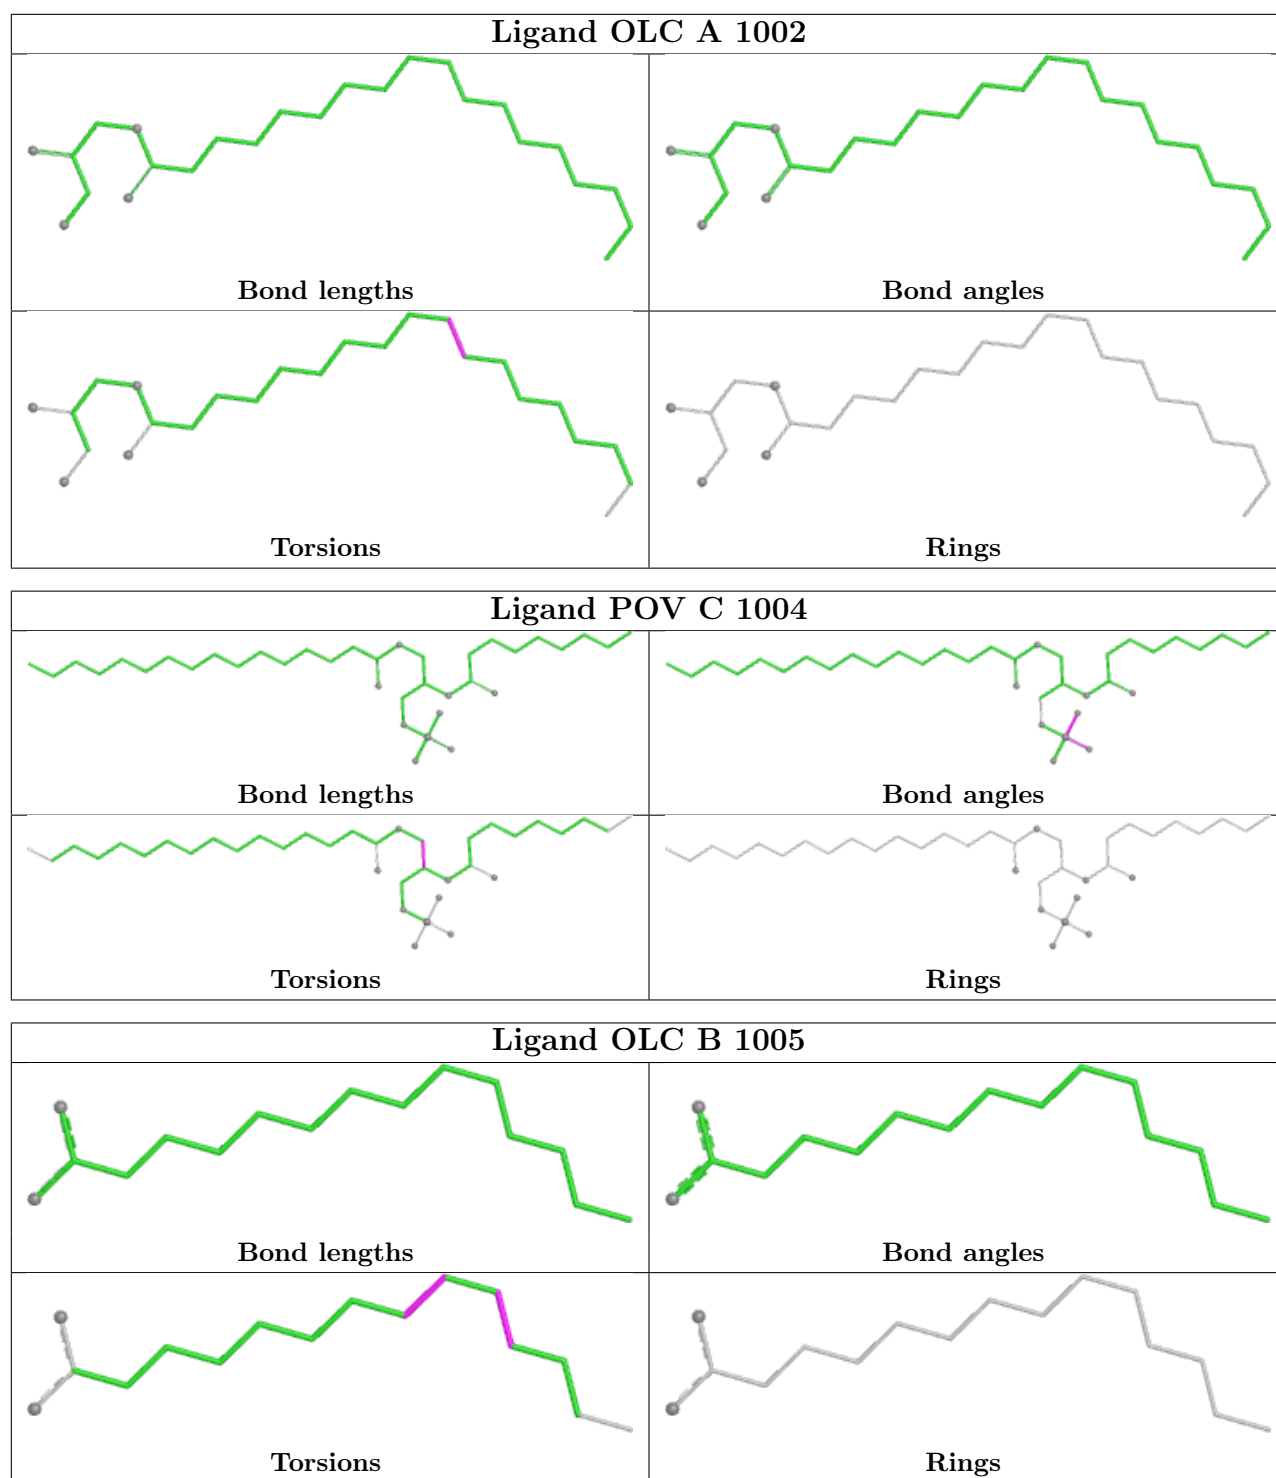 Ligand OLC A 1002
Bond lengths
Bond angles
Torsions
Rings
Ligand POV C 1004
Bond lengths
Bond angles
Torsions
Rings
Ligand OLC B 1005
Bond lengths
Bond angles
Torsions
Rings